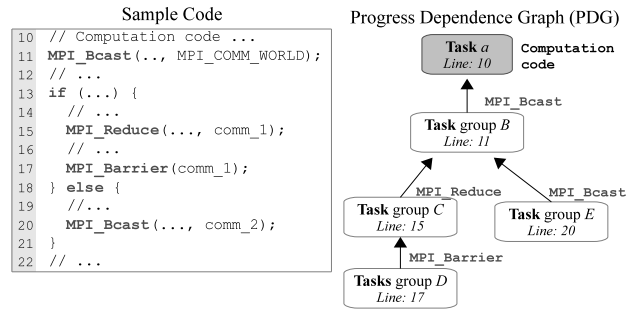 Sample Code
10 // Computation code ...
11 MPI_Bcast(.., MPI_COMM_WORLD);
12 // ...
13 if (...) {
14   // ...
15   MPI_Reduce(..., comm_1);
16   // ...
17   MPI_Barrier(comm_1);
18 } else {
19   //...
20   MPI_Bcast(..., comm_2);
21 }
22 // ...
Progress Dependence Graph (PDG)
Task a
Line: 10
Computation
code
MPI_Bcast
Task group B
Line: 11
MPI_Reduce
MPI_Bcast
Task group C
Line: 15
Task group E
Line: 20
MPI_Barrier
Tasks group D
Line: 17